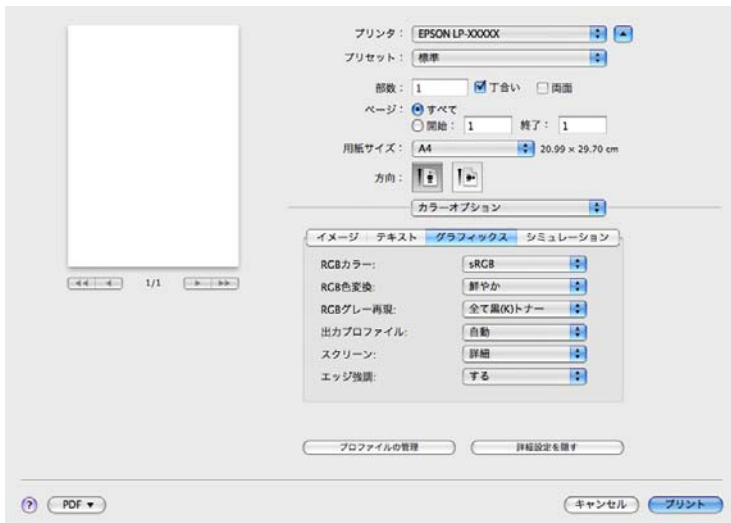 プリンタ： EPSON LP-XXXXX
プリセット： 標準
部数： 1 丁合い 両面
ページ： すべて
開始： 1 終了： 1
用紙サイズ： A4 20.99 × 29.70 cm
方向：
カラーオプション
イメージ テキスト グラフィックス シミュレーション
RGBカラー: sRGB
RGB色変換: 鮮やか
RGBグレー再現: 全て黒(K)トナー
出力プロファイル: 自動
スクリーン: 詳細
エッジ強調: する
1/1
プロファイルの管理 詳細設定を隠す
? PDF ▼ キャンセル プリント